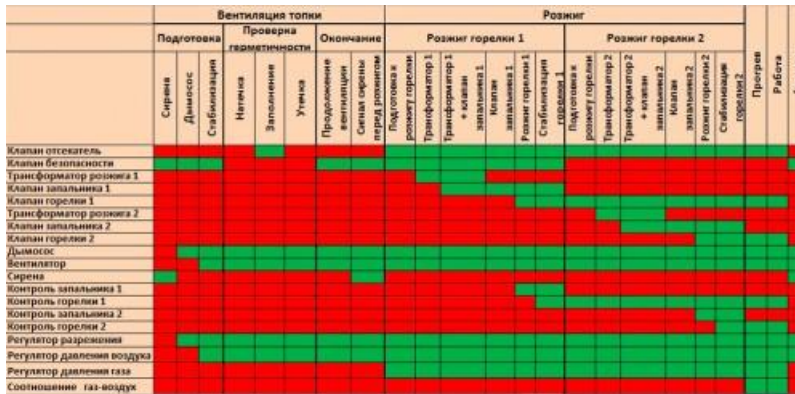 Вентиляция топки
Розжиг
Подготовка
Проверка
герметичности
Окончание
Розжиг горелки 1
Розжиг горелки 2
Сирена
Дымосос
Стабилизация
Натечка
Заполнение
Утечка
Продолжение
вентиляции
Сигнал сирены
перед розжигом
Подготовка к
розжигу горелки
Трансформатор 1
Трансформатор 1
+ клапан
запальника 1
Клапан
запальника 1
Розжиг горелки 1
Стабилизация
горелки 1
Подготовка к
розжигу горелки
Трансформатор 2
Трансформатор 2
+ клапан
запальника 2
Клапан
запальника 2
Розжиг горелки 2
Стабилизация
горелки 2
Прогрев
Работа
Клапан отсекатель
Клапан безопасности
Трансформатор розжига 1
Клапан запальника 1
Клапан горелки 1
Трансформатор розжига 2
Клапан запальника 2
Клапан горелки 2
Дымосос
Вентилятор
Сирена
Контроль запальника 1
Контроль горелки 1
Контроль запальника 2
Контроль горелки 2
Регулятор разрежения
Регулятор давления воздуха
Регулятор давления газа
Соотношение газ-воздух